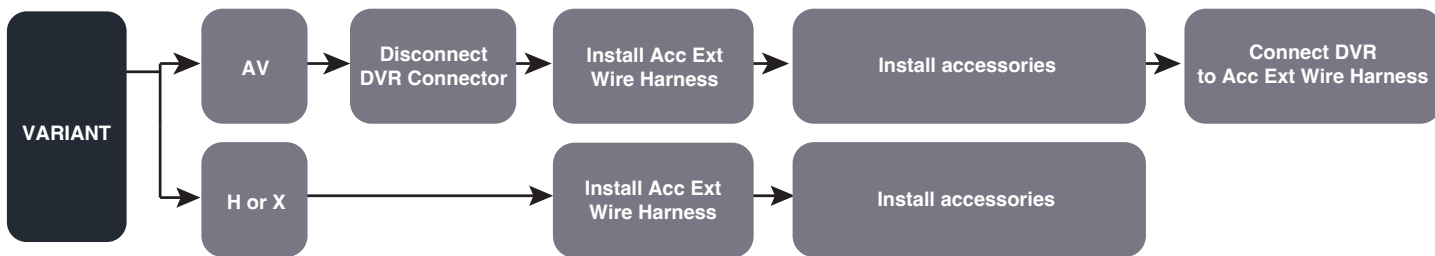 VARIANT
AV
Disconnect
DVR Connector
Install Acc Ext
Wire Harness
Install accessories
Connect DVR
to Acc Ext Wire Harness
H or X
Install Acc Ext
Wire Harness
Install accessories